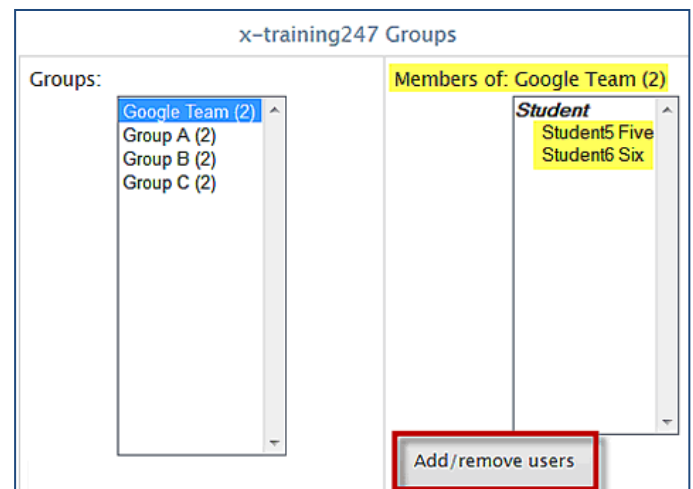 x-training247 Groups
Groups:
Google Team (2)
Group A (2)
Group B (2)
Group C (2)
Members of: Google Team (2)
Student
Student5 Five
Student6 Six
Add/remove users